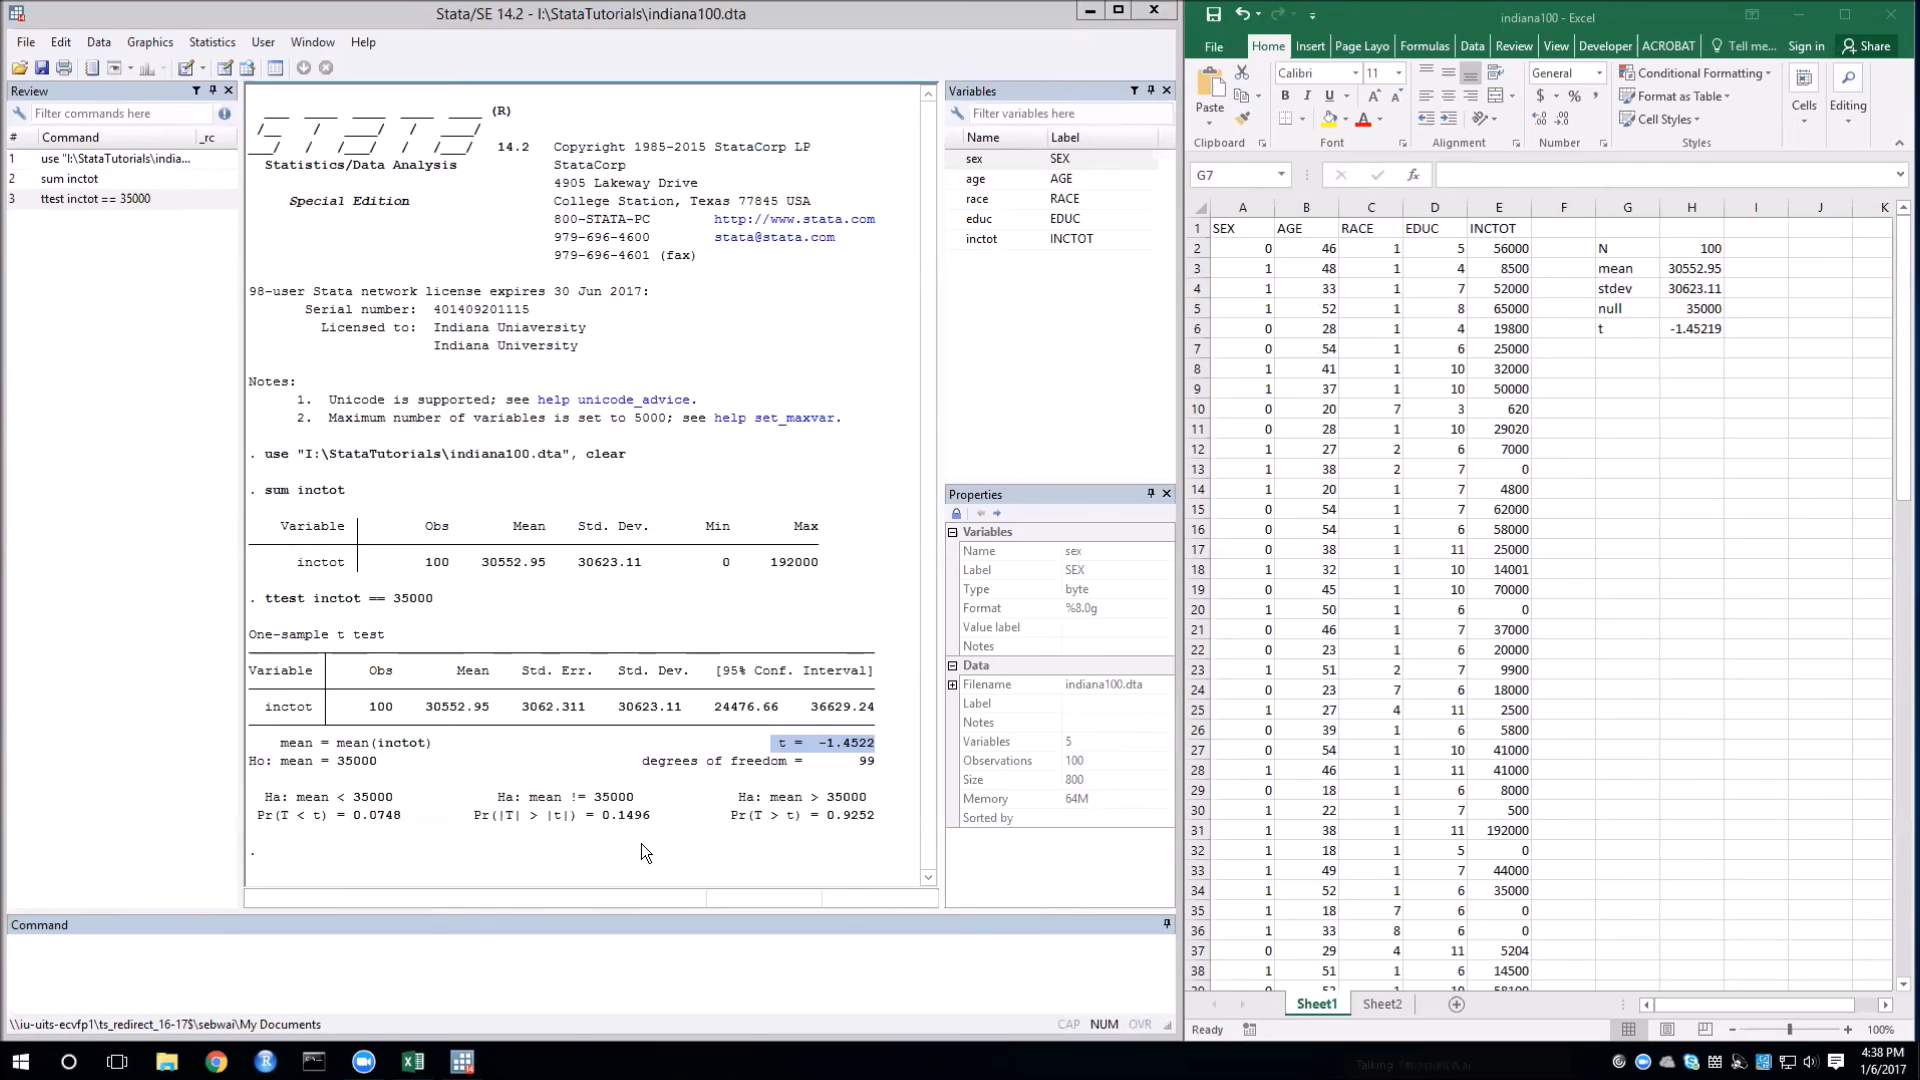 Stata/SE 14.2 - I:\StataTutorials\indiana100.dta
File Edit Data Graphics Statistics User Window Help
Review
Filter commands here
# Command _rc
1 use "I:\StataTutorials\india...
2 sum inctot
3 ttest inctot == 35000
(R)
14.2 Copyright 1985-2015 StataCorp LP
Statistics/Data Analysis StataCorp
4905 Lakeway Drive
Special Edition College Station, Texas 77845 USA
800-STATA-PC http://www.stata.com
979-696-4600 stata@stata.com
979-696-4601 (fax)
98-user Stata network license expires 30 Jun 2017:
Serial number: 401409201115
Licensed to: Indiana Uniaversity
Indiana University
Notes:
1. Unicode is supported; see help unicode_advice.
2. Maximum number of variables is set to 5000; see help set_maxvar.
. use "I:\StataTutorials\indiana100.dta", clear
. sum inctot
Variable Obs Mean Std. Dev. Min Max
inctot 100 30552.95 30623.11 0 192000
. ttest inctot == 35000
One-sample t test
Variable Obs Mean Std. Err. Std. Dev. [95% Conf. Interval]
inctot 100 30552.95 3062.311 30623.11 24476.66 36629.24
mean = mean(inctot) t = -1.4522
Ho: mean = 35000 degrees of freedom = 99
Ha: mean < 35000 Ha: mean != 35000 Ha: mean > 35000
Pr(T < t) = 0.0748 Pr(|T| > |t|) = 0.1496 Pr(T > t) = 0.9252
.
Variables
Filter variables here
Name Label
sex SEX
age AGE
race RACE
educ EDUC
inctot INCTOT
Properties
Variables
Name sex
Label SEX
Type byte
Format %8.0g
Value label
Notes
Data
Filename indiana100.dta
Label
Notes
Variables 5
Observations 100
Size 800
Memory 64M
Sorted by
Command
\\iu-uits-ecvfp1\ts_redirect_16-17$\sebwai\My Documents
CAP NUM OVR
indiana100 - Excel
File Home Insert Page Layo Formulas Data Review View Developer ACROBAT Tell me... Sign in Share
Paste
Calibri 11
General
Conditional Formatting
Format as Table
Cell Styles
Cells
Editing
B I U
$ % ,
Clipboard Font Alignment Number Styles
G7 fx
A B C D E F G H I J K
1 SEX AGE RACE EDUC INCTOT
2 0 46 1 5 56000 N 100
3 1 48 1 4 8500 mean 30552.95
4 1 33 1 7 52000 stdev 30623.11
5 1 52 1 8 65000 null 35000
6 0 28 1 4 19800 t -1.45219
7 0 54 1 6 25000
8 1 41 1 10 32000
9 1 37 1 10 50000
10 0 20 7 3 620
11 0 28 1 10 29020
12 1 27 2 6 7000
13 1 38 2 7 0
14 1 20 1 7 4800
15 0 54 1 7 62000
16 0 54 1 6 58000
17 0 38 1 11 25000
18 1 32 1 10 14001
19 0 45 1 10 70000
20 1 50 1 6 0
21 0 46 1 7 37000
22 0 23 1 6 20000
23 1 51 2 7 9900
24 0 23 7 6 18000
25 1 27 4 11 2500
26 0 39 1 6 5800
27 0 54 1 10 41000
28 1 46 1 11 41000
29 0 18 1 6 8000
30 1 22 1 7 500
31 1 38 1 11 192000
32 1 18 1 5 0
33 1 49 1 7 44000
34 1 52 1 6 35000
35 1 18 7 6 0
36 1 33 8 6 0
37 0 29 4 11 5204
38 1 51 1 6 14500
Sheet1 Sheet2
Ready 100%
4:38 PM
1/6/2017